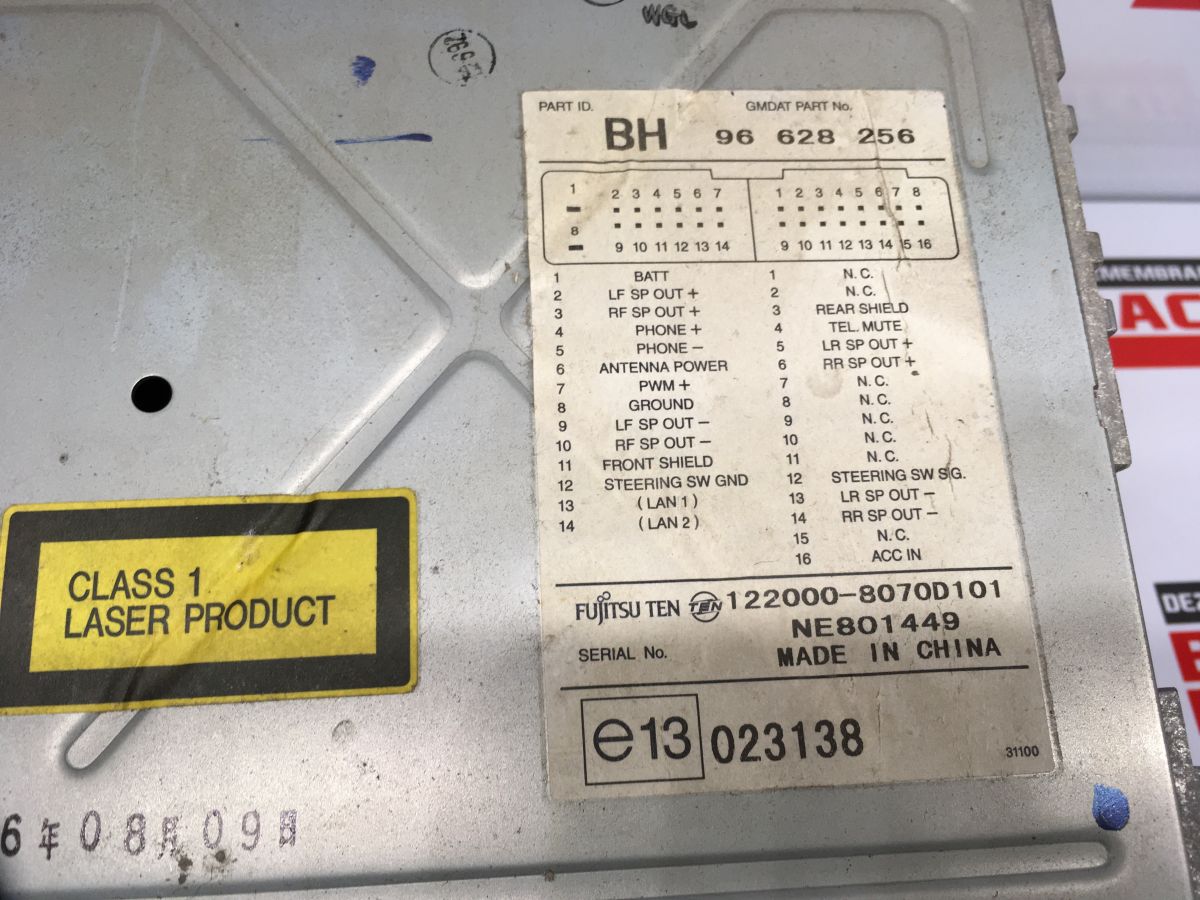 WGL
PART ID. GMDAT PART No.
BH 96 628 256
1 2 3 4 5 6 7 1 2 3 4 5 6 7 8
8 9 10 11 12 13 14 9 10 11 12 13 14 15 16
1 BATT
2 LF SP OUT +
3 RF SP OUT +
4 PHONE +
5 PHONE −
6 ANTENNA POWER
7 PWM +
8 GROUND
9 LF SP OUT −
10 RF SP OUT −
11 FRONT SHIELD
12 STEERING SW GND
13 ( LAN 1 )
14 ( LAN 2 )
1 N. C.
2 N. C.
3 REAR SHIELD
4 TEL. MUTE
5 LR SP OUT +
6 RR SP OUT +
7 N. C.
8 N. C.
9 N. C.
10 N. C.
11 N. C.
12 STEERING SW SG.
13 LR SP OUT −
14 RR SP OUT −
15 N. C.
16 ACC IN
FUJITSU TEN TEN 122000-8070D101
NE801449
SERIAL No. MADE IN CHINA
e13 023138
31100
CLASS 1
LASER PRODUCT
6年08月09日
MEMBRA
AC
DEZ